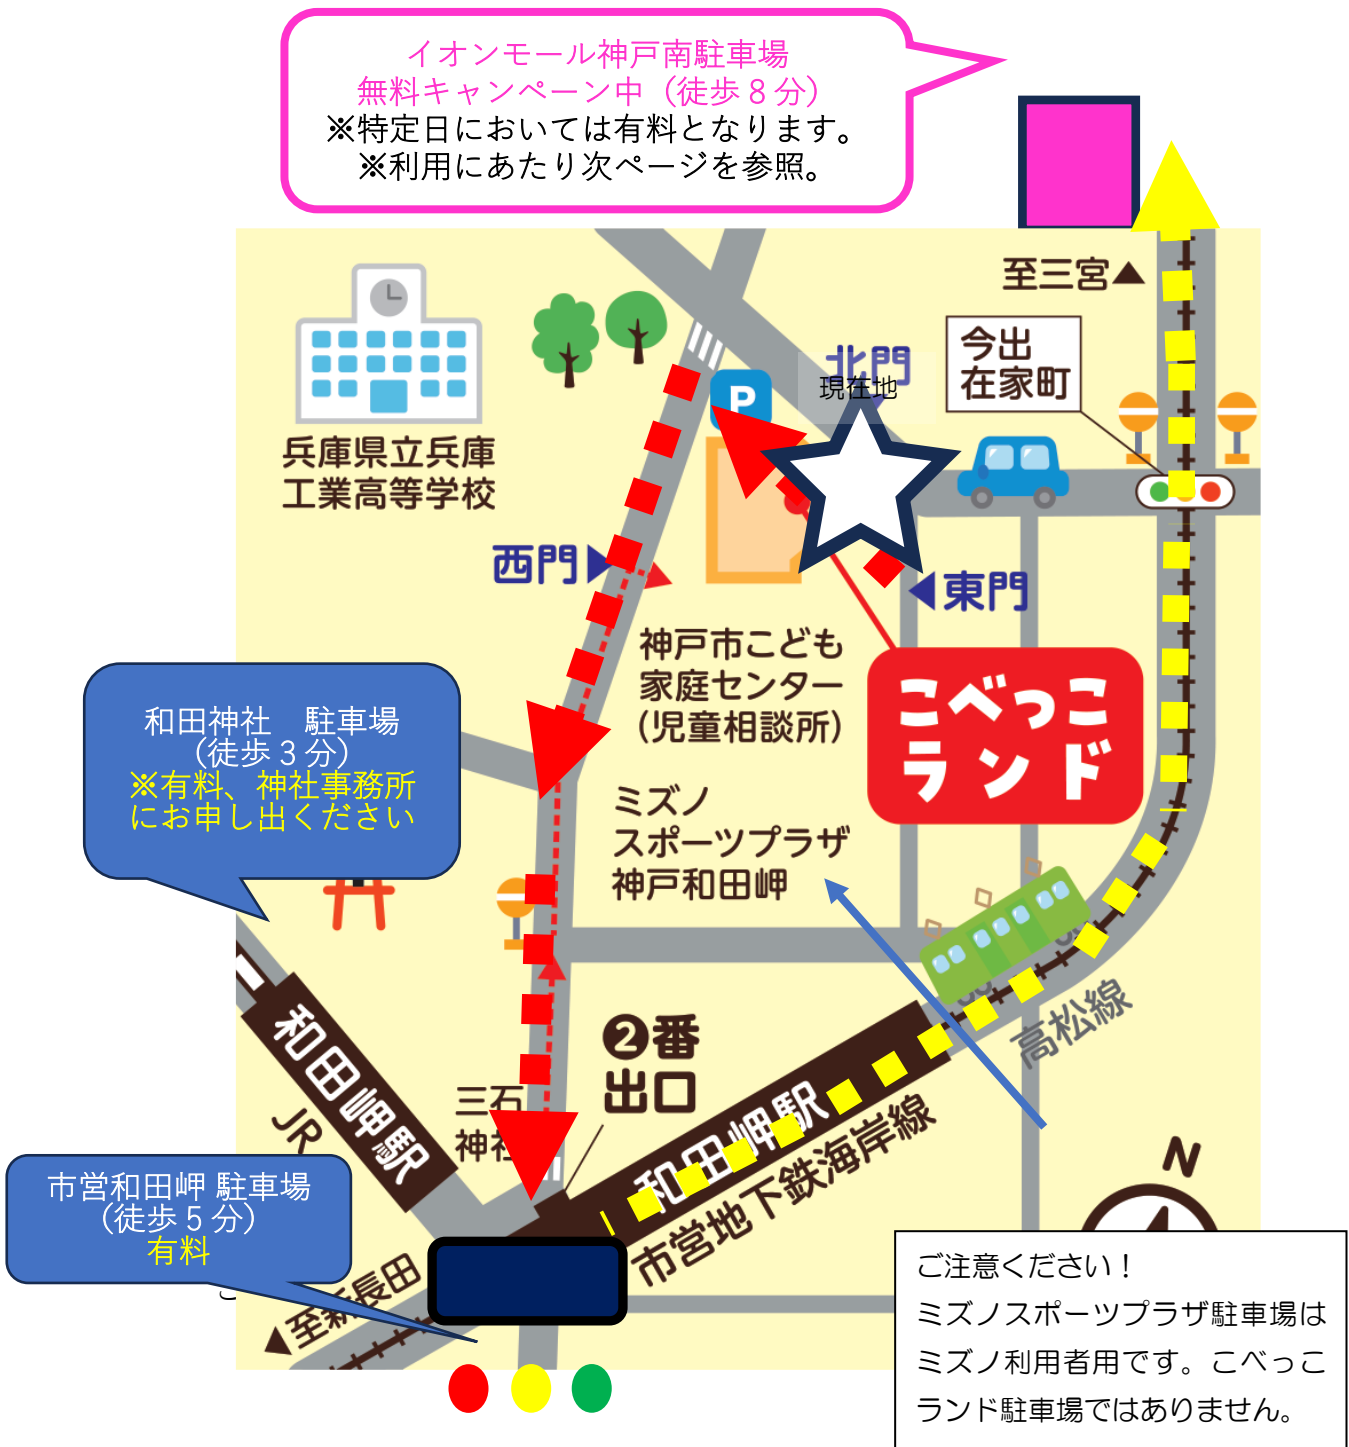 イオンモール神戸南駐車場
無料キャンペーン中（徒歩８分）
※特定日においては有料となります。
※利用にあたり次ページを参照。
至三宮▲
今出
在家町
北門
現在地
P
兵庫県立兵庫
工業高等学校
西門▶
◀東門
神戸市こども
家庭センター
(児童相談所)
こべっこ
ランド
和田神社　駐車場
（徒歩３分）
※有料、神社事務所
にお申し出ください
ミズノ
スポーツプラザ
神戸和田岬
高松線
❷番
出口
和田岬駅
JR
三石
神社
和田岬駅
市営地下鉄海岸線
N
市営和田岬 駐車場
（徒歩５分）
有料
◀至新長田
ご注意ください！
ミズノスポーツプラザ駐車場は
ミズノ利用者用です。こべっこ
ランド駐車場ではありません。